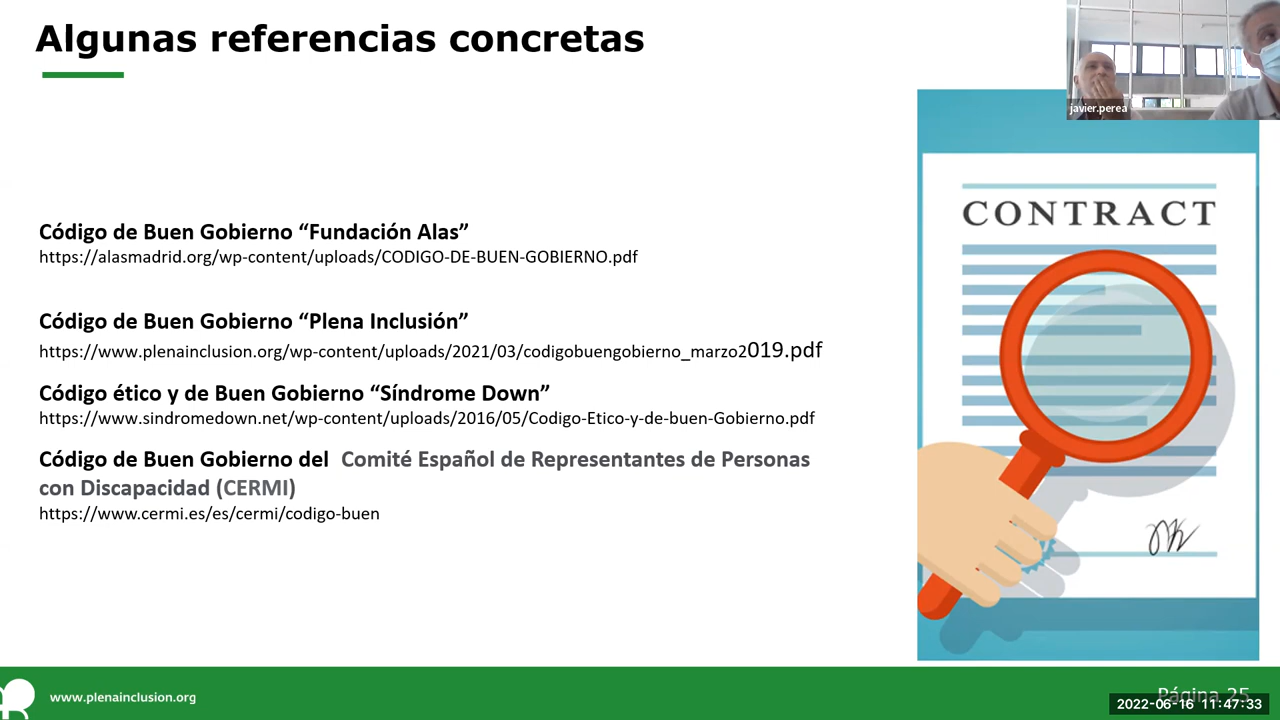 Algunas referencias concretas
javier.perea
CONTRACT
Código de Buen Gobierno “Fundación Alas”
https://alasmadrid.org/wp-content/uploads/CODIGO-DE-BUEN-GOBIERNO.pdf
Código de Buen Gobierno “Plena Inclusión”
https://www.plenainclusion.org/wp-content/uploads/2021/03/codigobuengobierno_marzo2019.pdf
Código ético y de Buen Gobierno “Síndrome Down”
https://www.sindromedown.net/wp-content/uploads/2016/05/Codigo-Etico-y-de-buen-Gobierno.pdf
Código de Buen Gobierno del Comité Español de Representantes de Personas
con Discapacidad (CERMI)
https://www.cermi.es/es/cermi/codigo-buen
www.plenainclusion.org
Página 25
2022-06-16 11:47:33